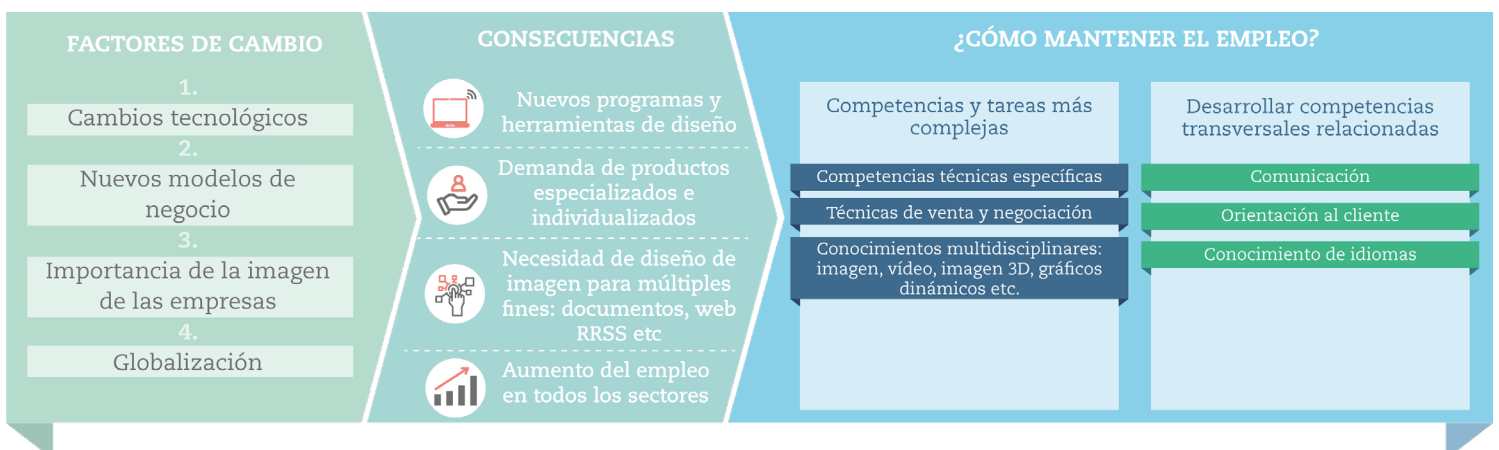 FACTORES DE CAMBIO
1.
Cambios tecnológicos
2.
Nuevos modelos de
negocio
3.
Importancia de la imagen
de las empresas
4.
Globalización
CONSECUENCIAS
Nuevos programas y
herramientas de diseño
Demanda de productos
especializados e
individualizados
Necesidad de diseño de
imagen para múltiples
fines: documentos, web
RRSS etc
Aumento del empleo
en todos los sectores
¿CÓMO MANTENER EL EMPLEO?
Competencias y tareas más
complejas
Competencias técnicas específicas
Técnicas de venta y negociación
Conocimientos multidisciplinares:
imagen, vídeo, imagen 3D, gráficos
dinámicos etc.
Desarrollar competencias
transversales relacionadas
Comunicación
Orientación al cliente
Conocimiento de idiomas